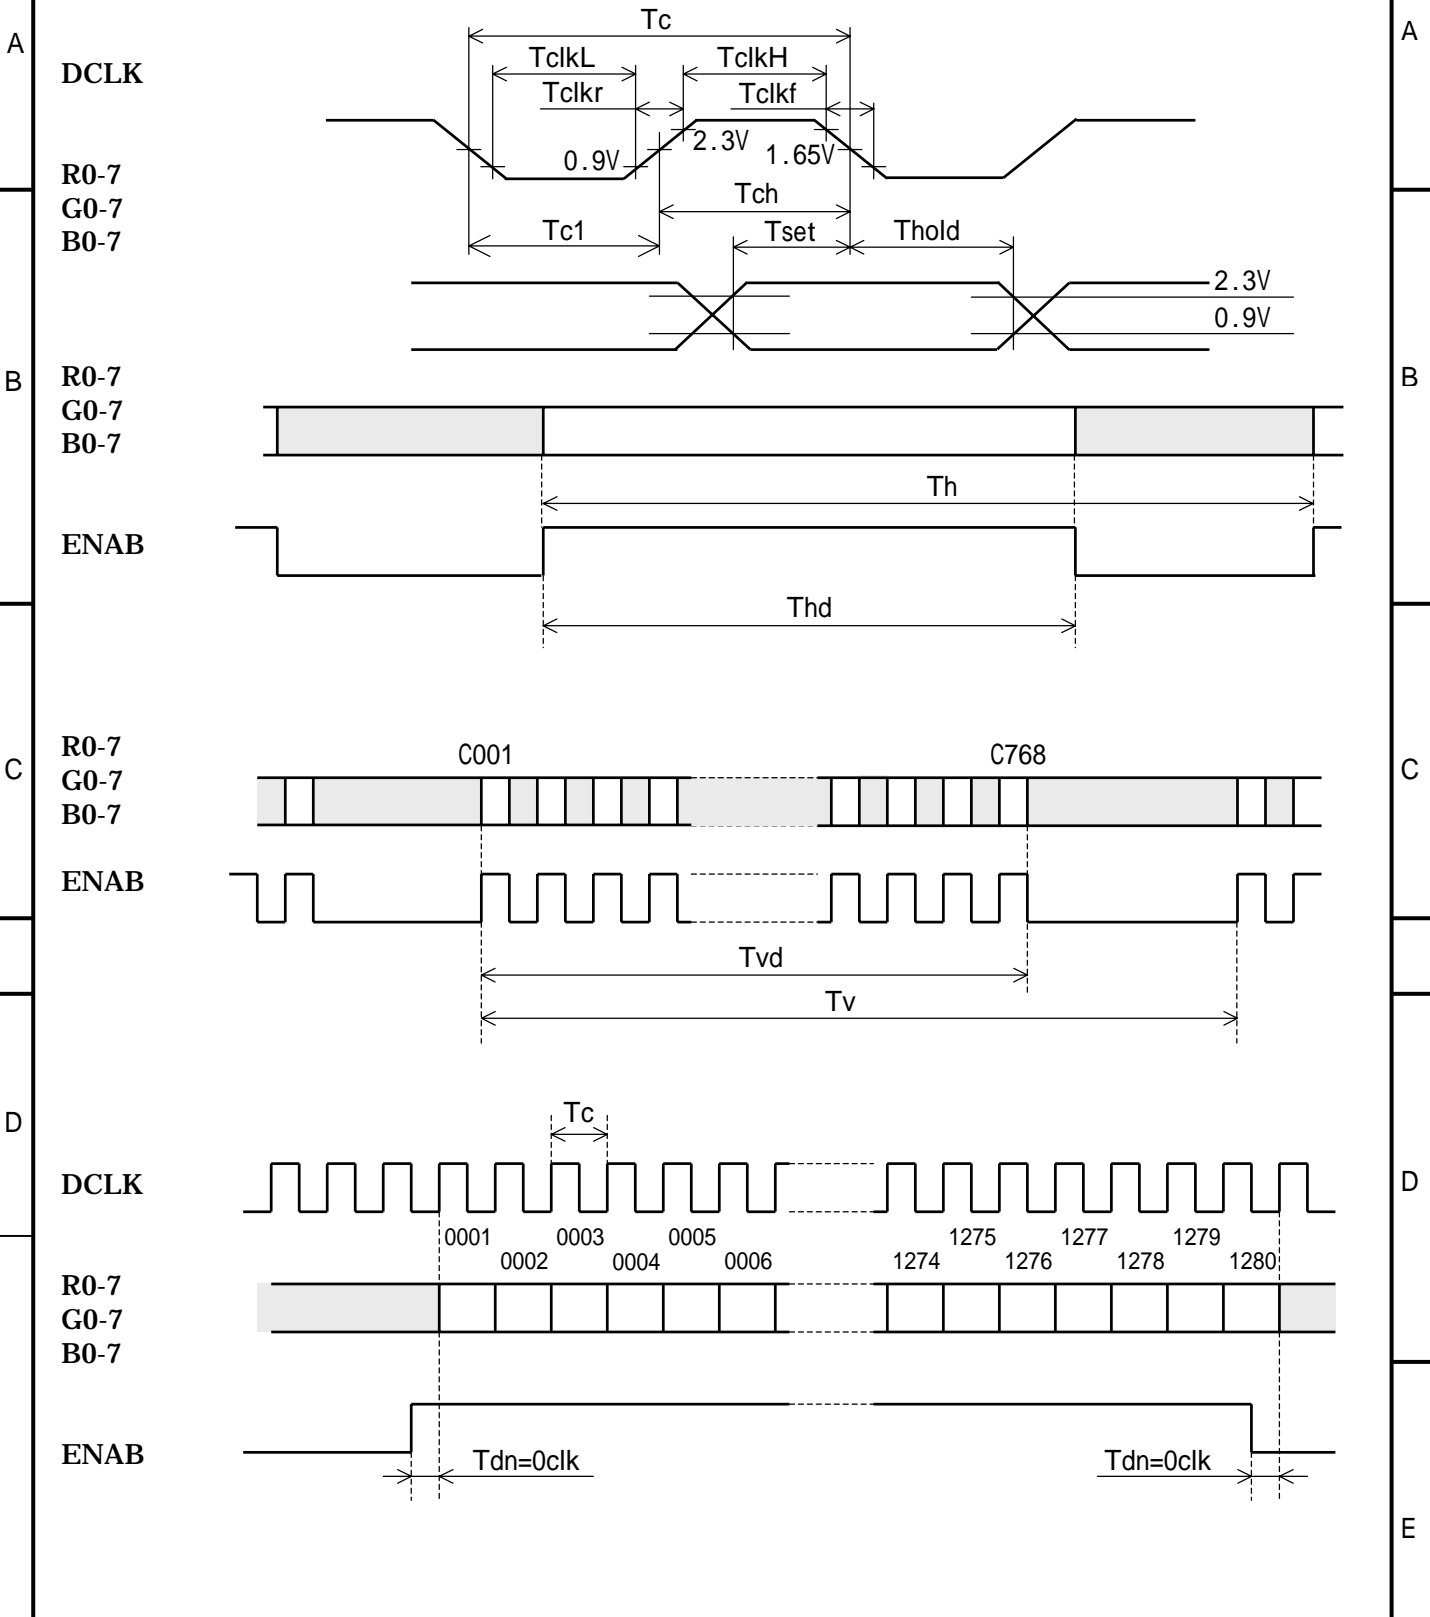 A
A
Tc
DCLK
TclkL
TclkH
Tclkr
Tclkf
2.3V
0.9V
1.65V
R0-7
G0-7
B0-7
Tch
Tc1
Tset
Thold
2.3V
0.9V
B
B
R0-7
G0-7
B0-7
Th
ENAB
Thd
C
C
R0-7
G0-7
B0-7
C001
C768
ENAB
Tvd
Tv
D
D
Tc
DCLK
0001 0003 0005 1275 1277 1279
0002 0004 0006 1274 1276 1278 1280
R0-7
G0-7
B0-7
ENAB
Tdn=0clk
Tdn=0clk
E